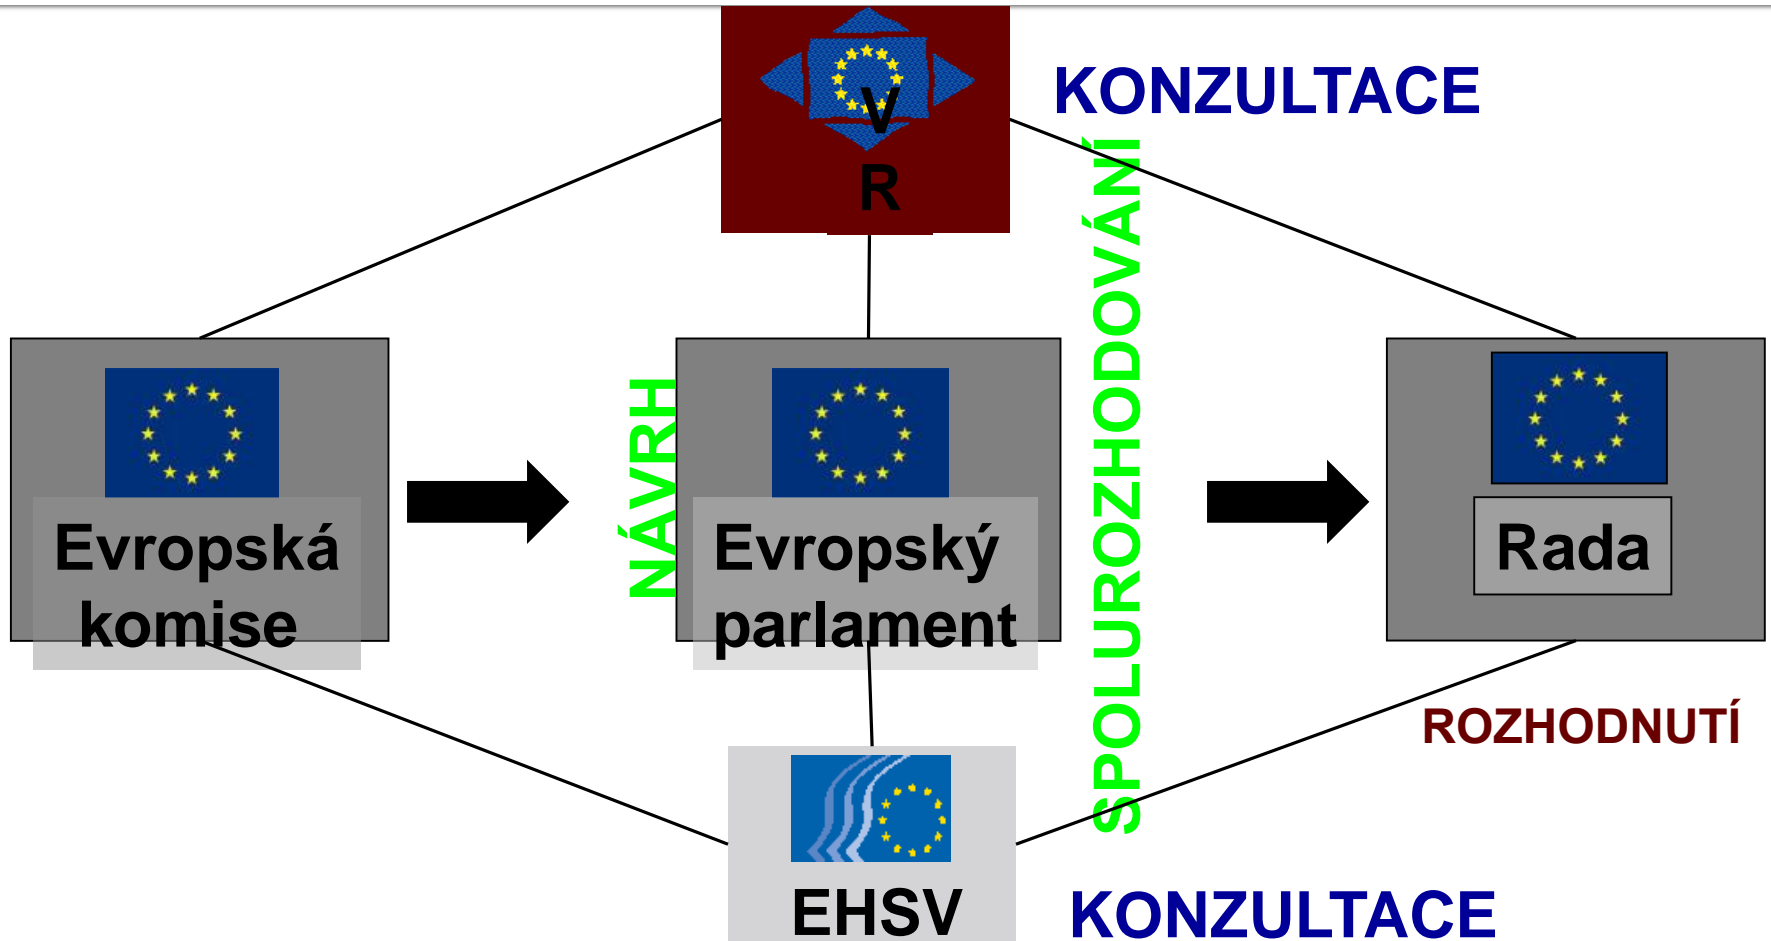 V
R
KONZULTACE
NÁVRH
SPOLUROZHODOVÁNÍ
Evropská
komise
Evropský
parlament
Rada
ROZHODNUTÍ
EHSV
KONZULTACE